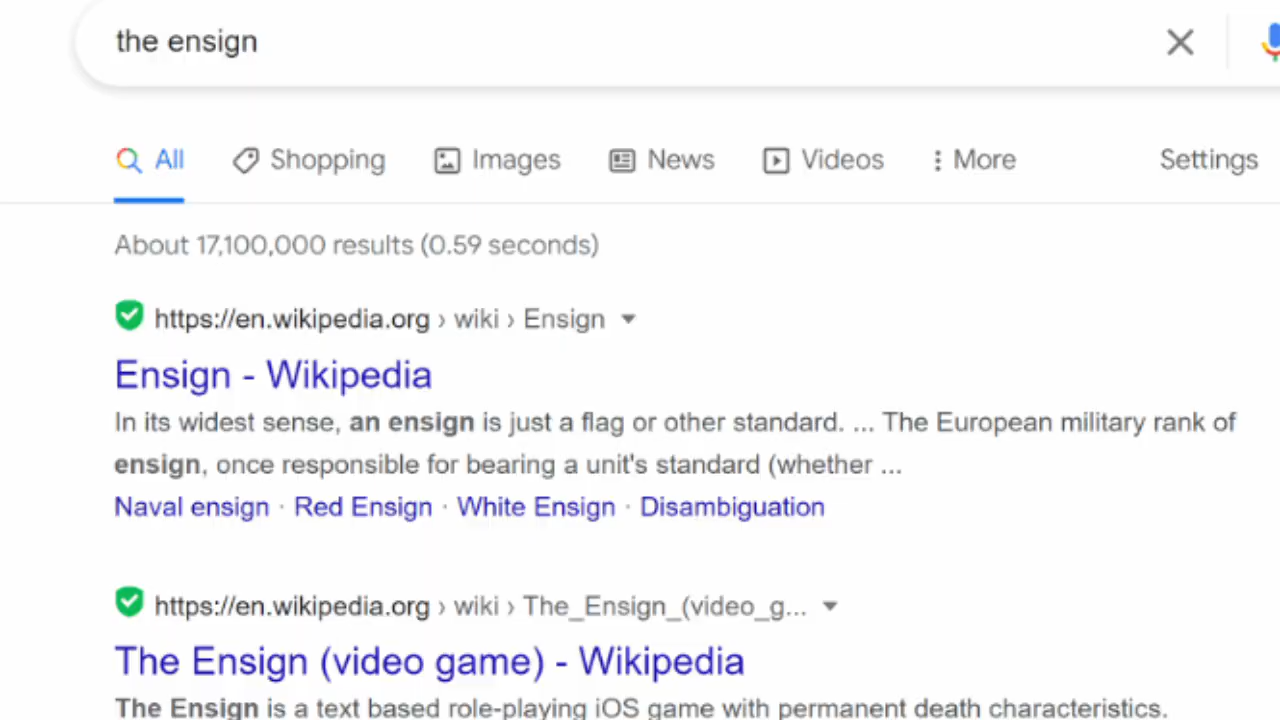 the ensign
All Shopping Images News Videos More Settings
About 17,100,000 results (0.59 seconds)
https://en.wikipedia.org › wiki › Ensign
Ensign - Wikipedia
In its widest sense, an ensign is just a flag or other standard. ... The European military rank of
ensign, once responsible for bearing a unit's standard (whether ...
Naval ensign · Red Ensign · White Ensign · Disambiguation
https://en.wikipedia.org › wiki › The_Ensign_(video_g...
The Ensign (video game) - Wikipedia
The Ensign is a text based role-playing iOS game with permanent death characteristics.